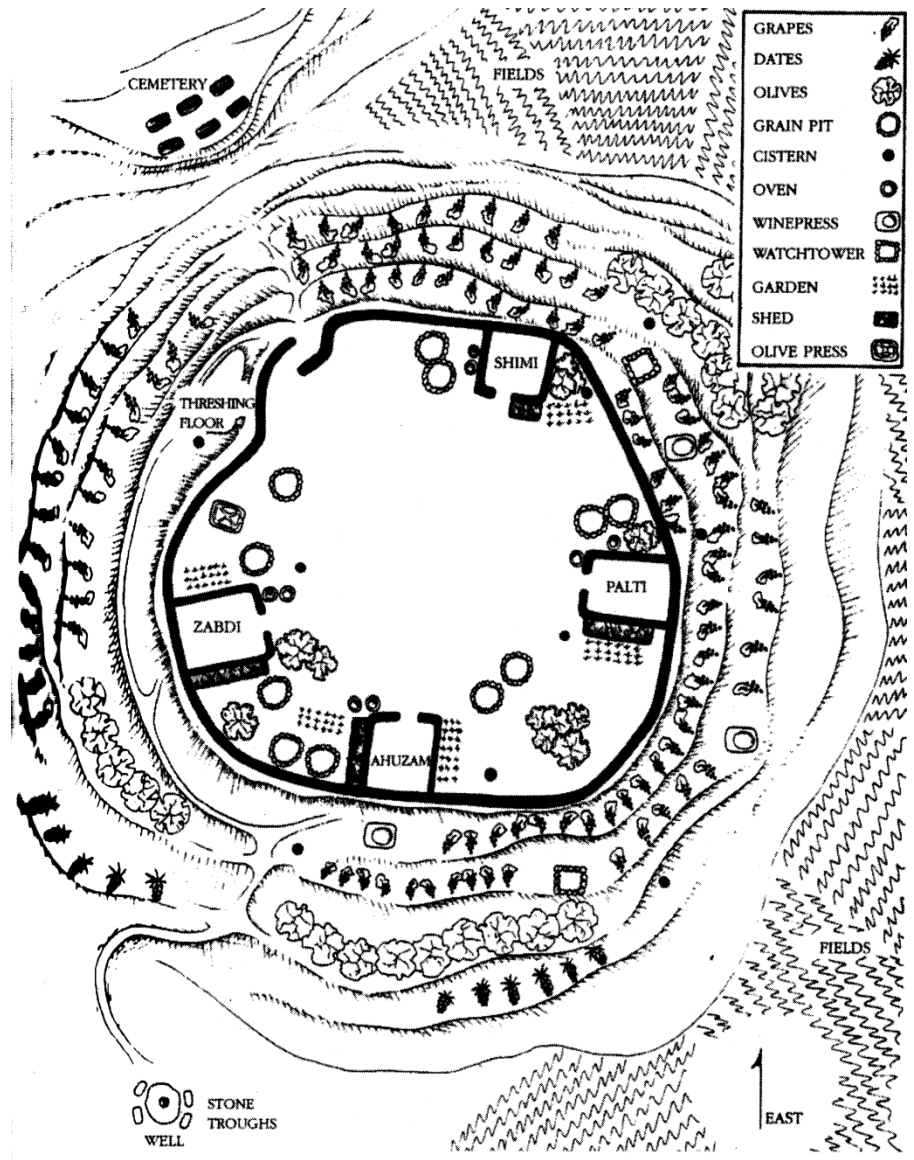 GRAPES
DATES
OLIVES
GRAIN PIT
CISTERN
OVEN
WINEPRESS
WATCHTOWER
GARDEN
SHED
OLIVE PRESS
FIELDS
CEMETERY
SHIMI
THRESHING
FLOOR
PALTI
ZABDI
AHUZAM
FIELDS
STONE
TROUGHS
WELL
EAST